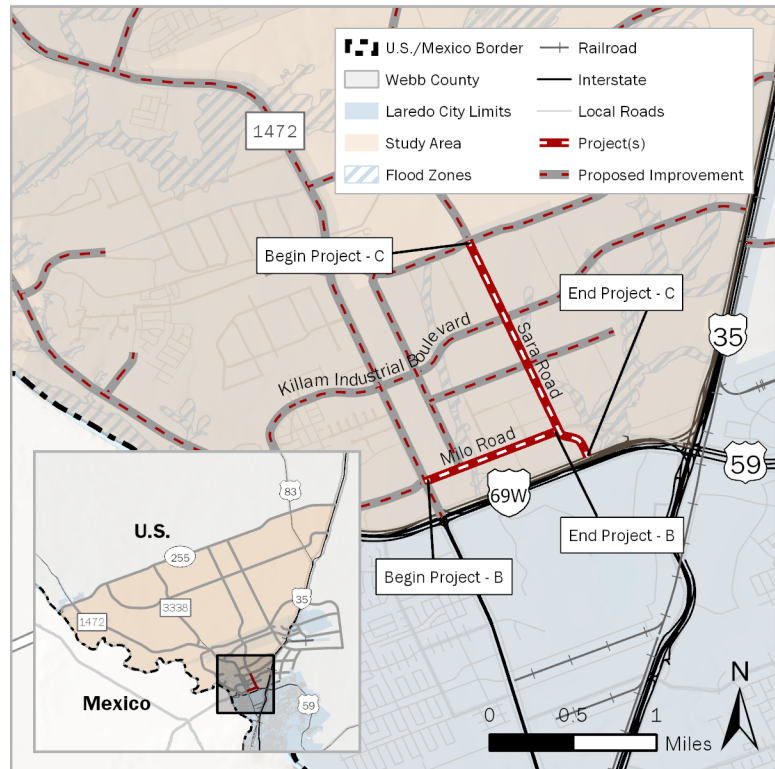 U.S./Mexico Border
Webb County
Laredo City Limits
Study Area
Flood Zones
Railroad
Interstate
Local Roads
Project(s)
Proposed Improvement
1472
Begin Project - C
End Project - C
Killam Industrial Boulevard
Sara Road
35
Milo Road
59
69W
End Project - B
Begin Project - B
83
U.S.
255
35
3338
1472
Mexico
59
N
0 0.5 1
Miles